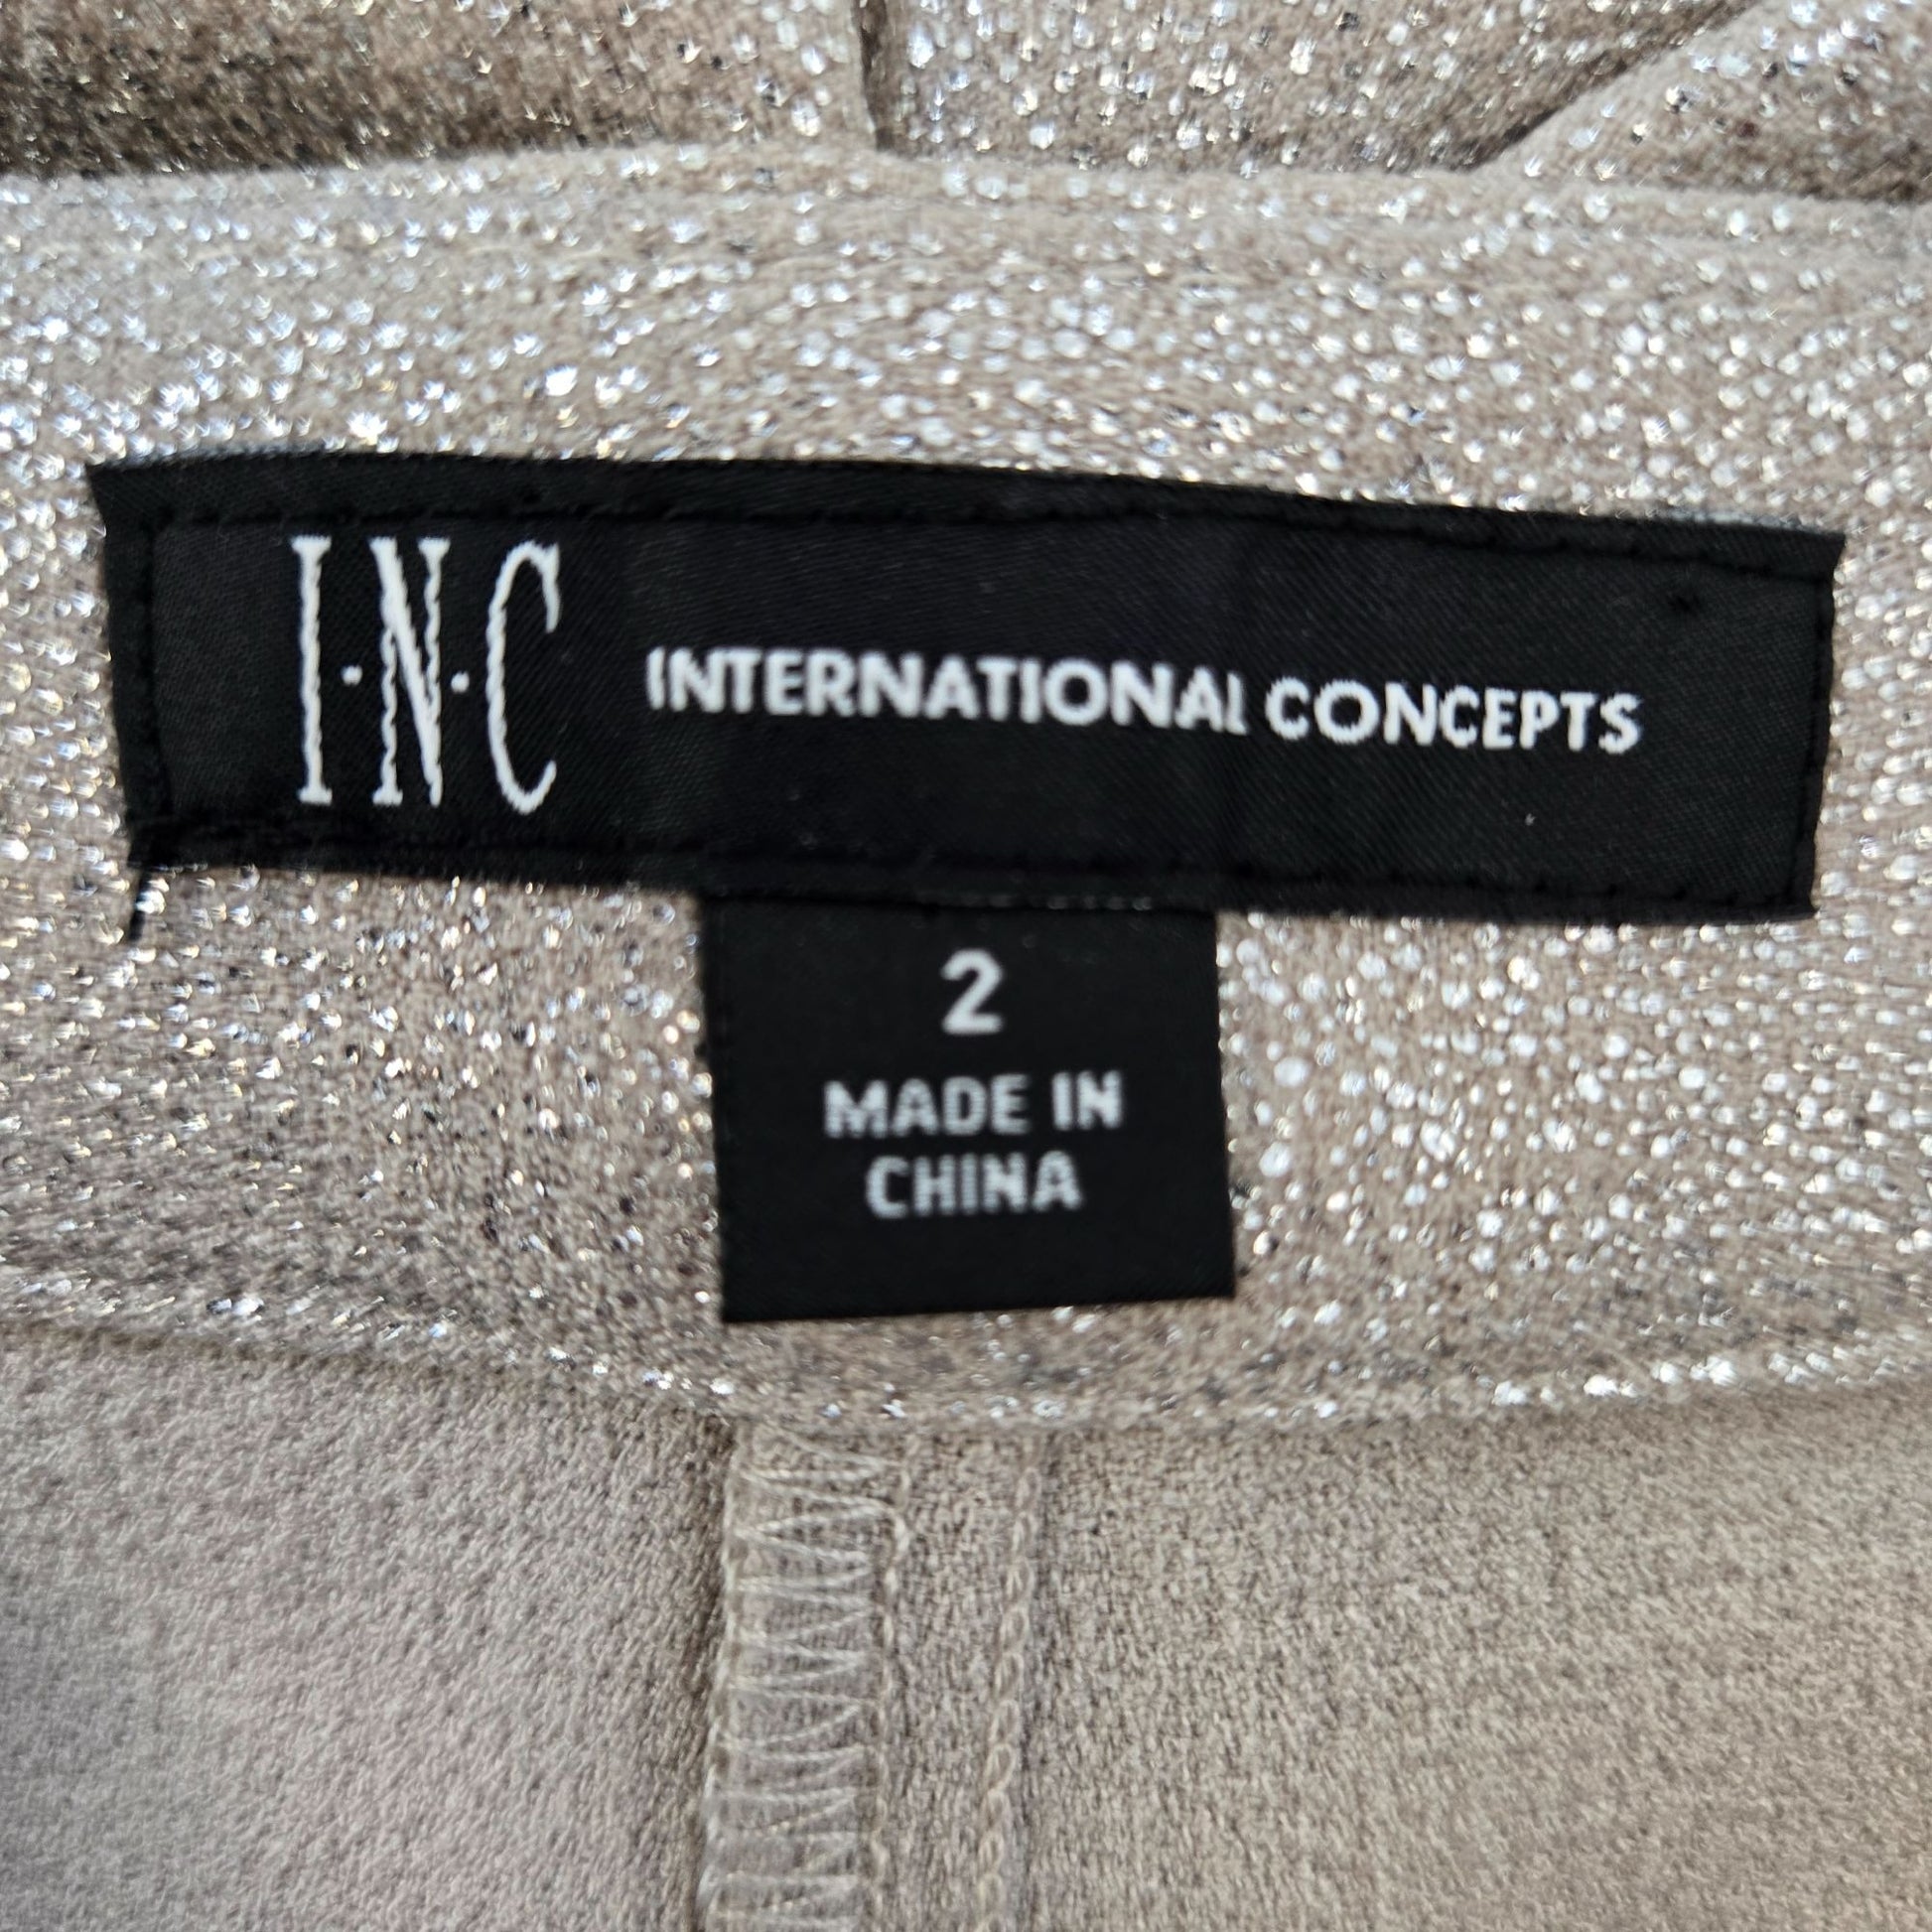 I·N·C INTERNATIONAL CONCEPTS
2
MADE IN
CHINA